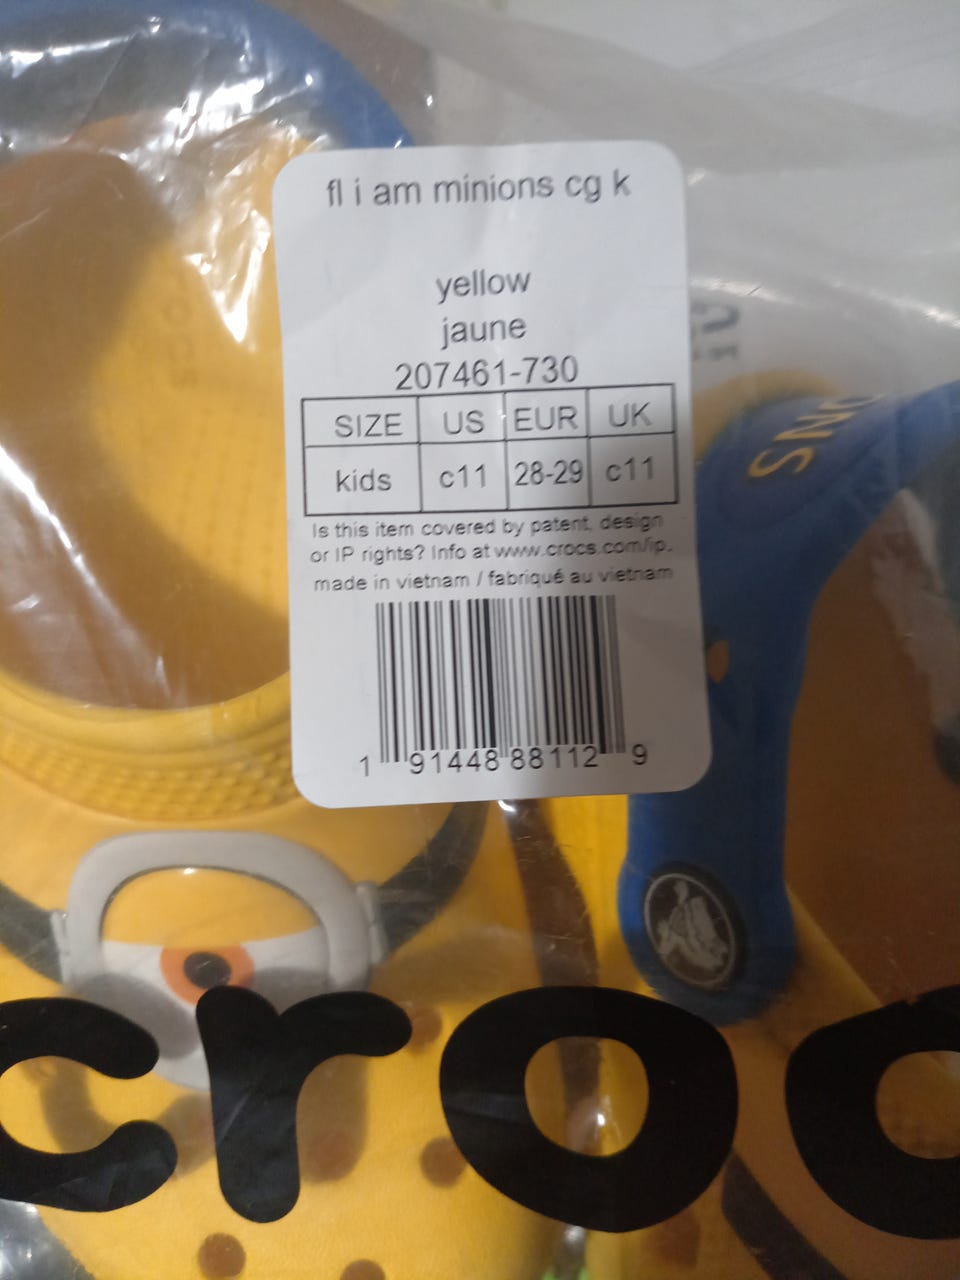 fl i am minions cg k
yellow
jaune
207461-730
SIZE US EUR UK
kids c11 28-29 c11
Is this item covered by patent, design
or IP rights? Info at www.crocs.com/ip.
made in vietnam / fabriqué au vietnam
1 91448 88112 9
SNO
croc